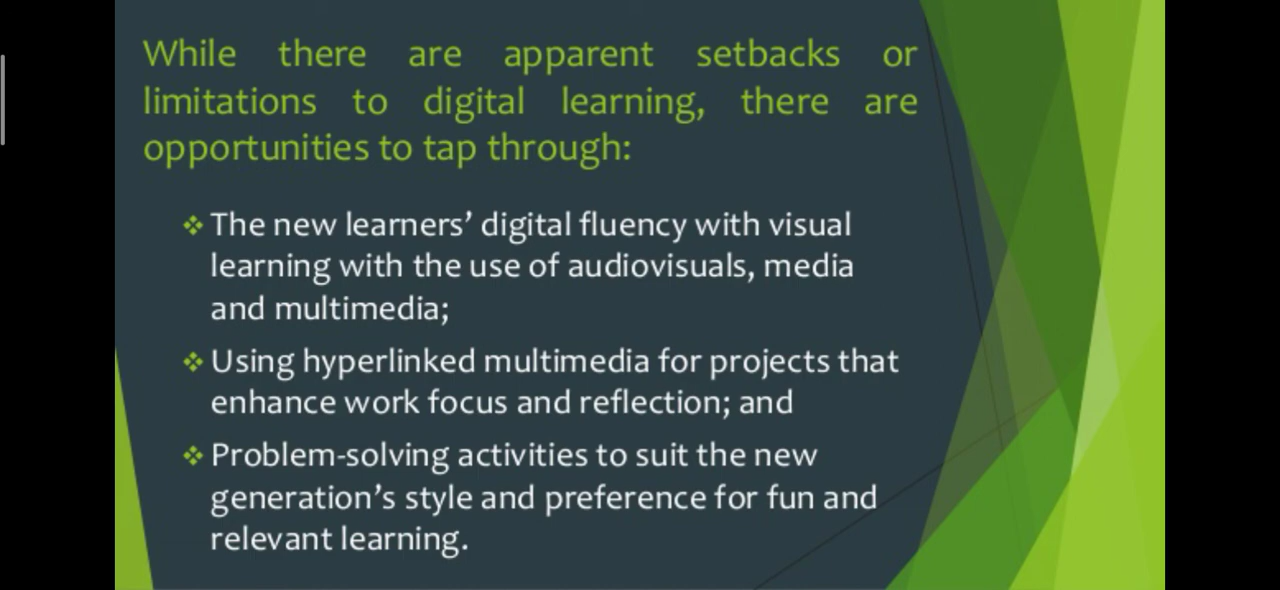 While there are apparent setbacks or
limitations to digital learning, there are
opportunities to tap through:
❖ The new learners’ digital fluency with visual
learning with the use of audiovisuals, media
and multimedia;
❖ Using hyperlinked multimedia for projects that
enhance work focus and reflection; and
❖ Problem-solving activities to suit the new
generation’s style and preference for fun and
relevant learning.